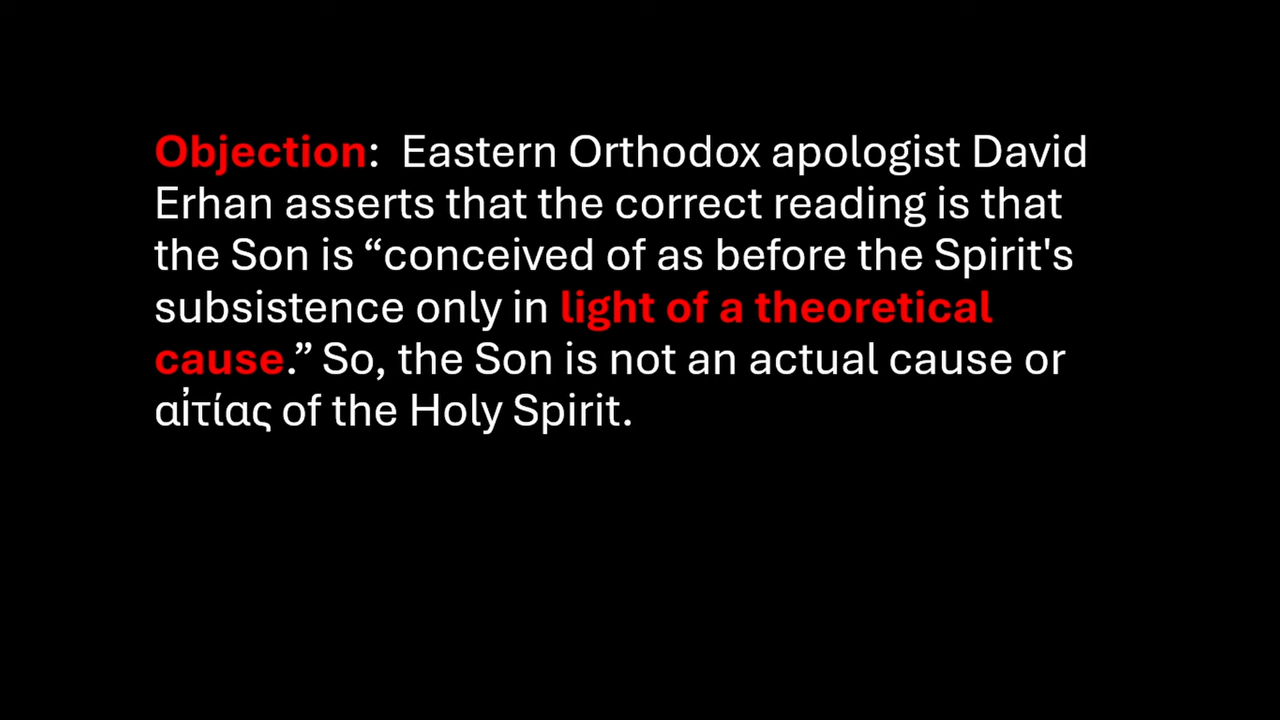 Objection:  Eastern Orthodox apologist David
Erhan asserts that the correct reading is that
the Son is “conceived of as before the Spirit's
subsistence only in light of a theoretical
cause.” So, the Son is not an actual cause or
αἰτίας of the Holy Spirit.